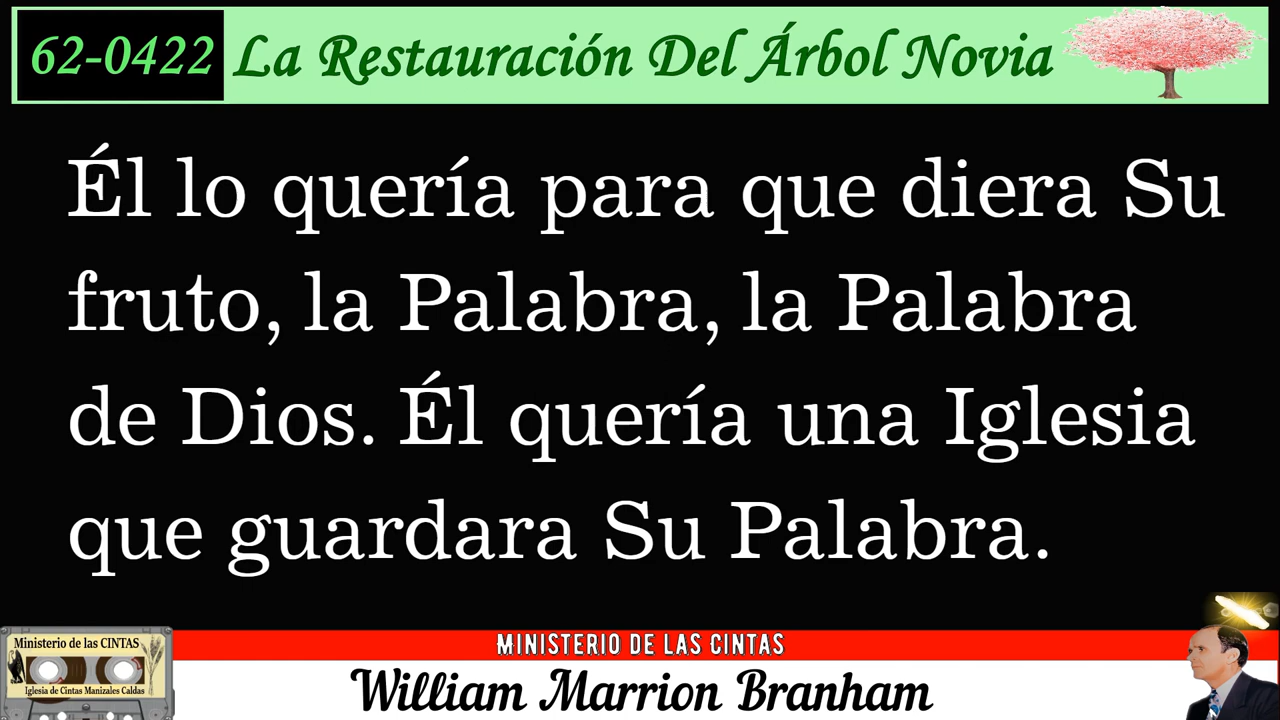 62-0422 La Restauración Del Árbol Novia
Él lo quería para que diera Su
fruto, la Palabra, la Palabra
de Dios. Él quería una Iglesia
que guardara Su Palabra.
Ministerio de las CINTAS
Iglesia de Cintas Manizales Caldas
MINISTERIO DE LAS CINTAS
William Marrion Branham